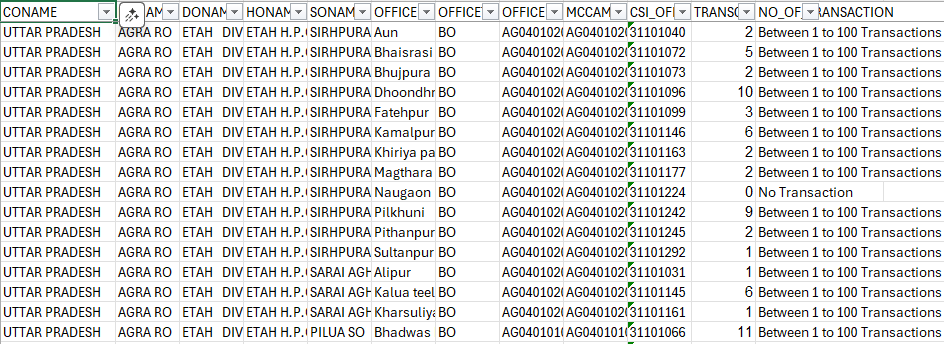 CONAME AM DONAM HONAM SONAM OFFICE OFFICE OFFICE MCCAM CSI_OF TRANS NO_OF_ RANSACTION
UTTAR PRADESH AGRA RO ETAH DIV ETAH H.P. SIRHPURA Aun BO AG040102 AG040102 31101040 2 Between 1 to 100 Transactions
UTTAR PRADESH AGRA RO ETAH DIV ETAH H.P. SIRHPURA Bhaisrasi BO AG040102 AG040102 31101072 5 Between 1 to 100 Transactions
UTTAR PRADESH AGRA RO ETAH DIV ETAH H.P. SIRHPURA Bhujpura BO AG040102 AG040102 31101073 2 Between 1 to 100 Transactions
UTTAR PRADESH AGRA RO ETAH DIV ETAH H.P. SIRHPURA Dhoondhr BO AG040102 AG040102 31101096 10 Between 1 to 100 Transactions
UTTAR PRADESH AGRA RO ETAH DIV ETAH H.P. SIRHPURA Fatehpur BO AG040102 AG040102 31101099 3 Between 1 to 100 Transactions
UTTAR PRADESH AGRA RO ETAH DIV ETAH H.P. SIRHPURA Kamalpur BO AG040102 AG040102 31101146 6 Between 1 to 100 Transactions
UTTAR PRADESH AGRA RO ETAH DIV ETAH H.P. SIRHPURA Khiriya pa BO AG040102 AG040102 31101163 2 Between 1 to 100 Transactions
UTTAR PRADESH AGRA RO ETAH DIV ETAH H.P. SIRHPURA Magthara BO AG040102 AG040102 31101177 2 Between 1 to 100 Transactions
UTTAR PRADESH AGRA RO ETAH DIV ETAH H.P. SIRHPURA Naugaon BO AG040102 AG040102 31101224 0 No Transaction
UTTAR PRADESH AGRA RO ETAH DIV ETAH H.P. SIRHPURA Pilkhuni BO AG040102 AG040102 31101242 9 Between 1 to 100 Transactions
UTTAR PRADESH AGRA RO ETAH DIV ETAH H.P. SIRHPURA Pithanpur BO AG040102 AG040102 31101245 2 Between 1 to 100 Transactions
UTTAR PRADESH AGRA RO ETAH DIV ETAH H.P. SIRHPURA Sultanpur BO AG040102 AG040102 31101292 1 Between 1 to 100 Transactions
UTTAR PRADESH AGRA RO ETAH DIV ETAH H.P. SARAI AGH Alipur BO AG040102 AG040102 31101031 1 Between 1 to 100 Transactions
UTTAR PRADESH AGRA RO ETAH DIV ETAH H.P. SARAI AGH Kalua teel BO AG040102 AG040102 31101145 6 Between 1 to 100 Transactions
UTTAR PRADESH AGRA RO ETAH DIV ETAH H.P. SARAI AGH Kharsuliya BO AG040102 AG040102 31101161 1 Between 1 to 100 Transactions
UTTAR PRADESH AGRA RO ETAH DIV ETAH H.P. PILUA SO Bhadwas BO AG040101 AG040101 31101066 11 Between 1 to 100 Transactions